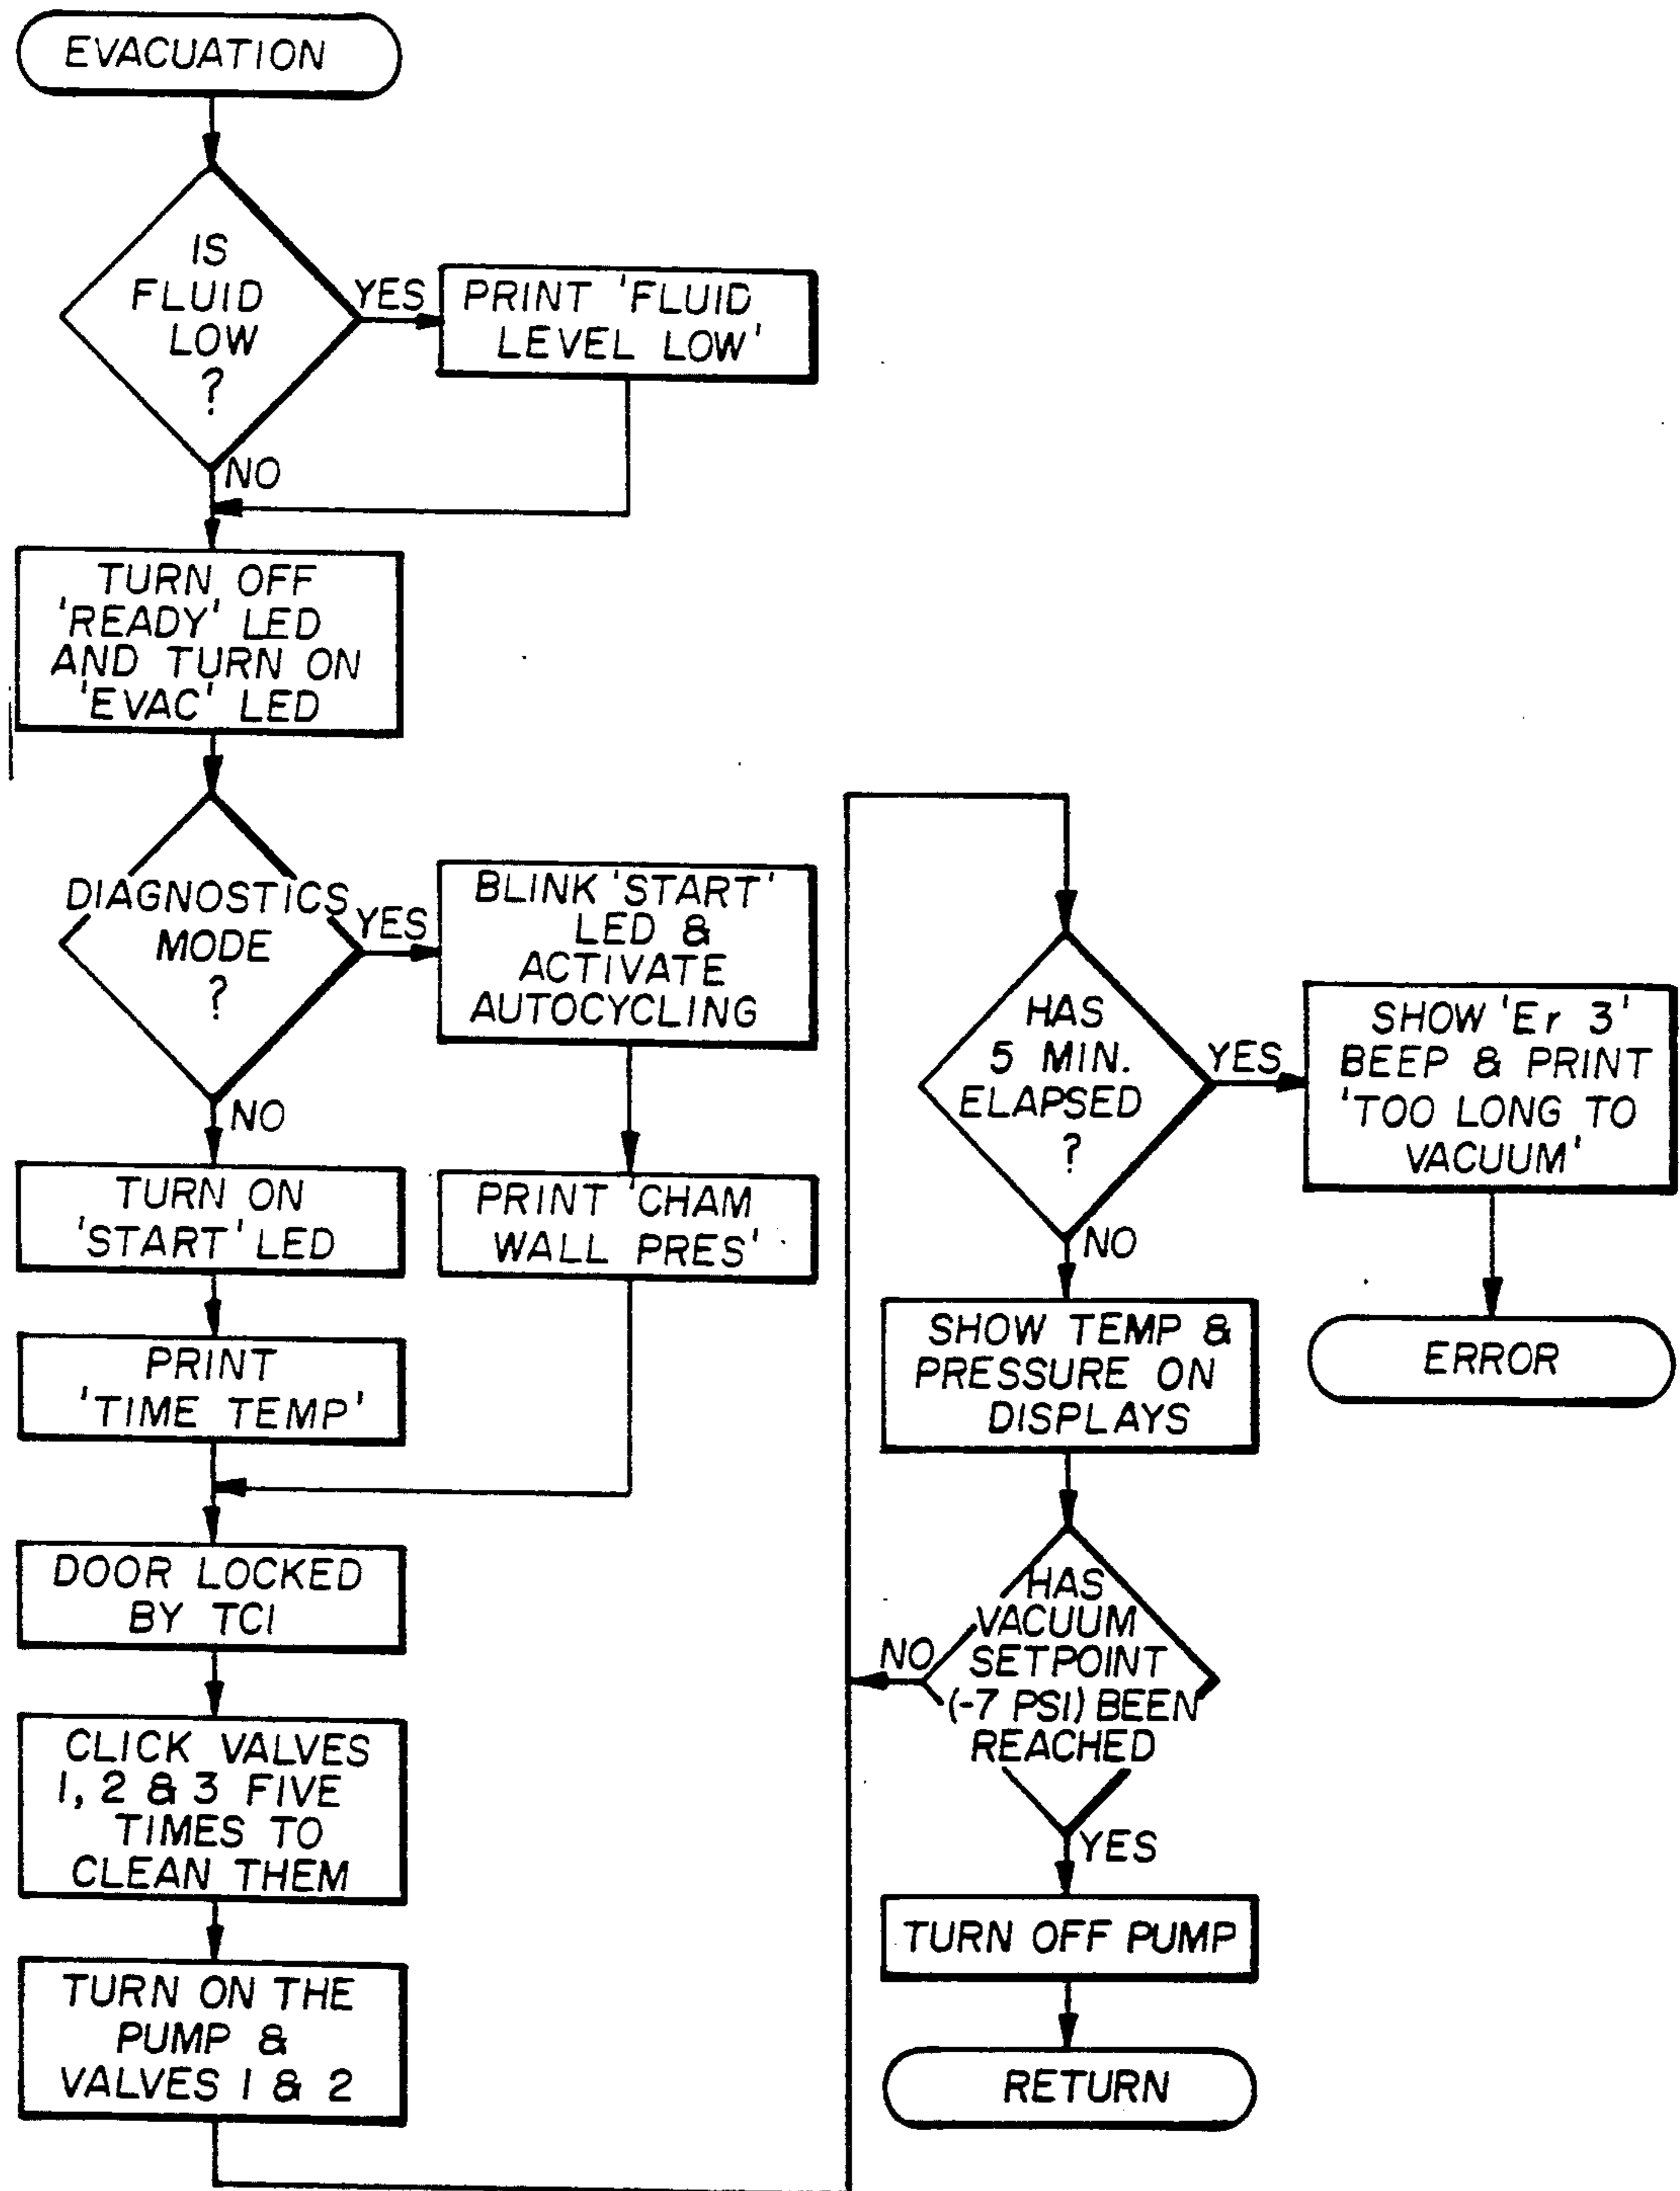 EVACUATION
IS
FLUID
LOW
?
YES
PRINT 'FLUID
LEVEL LOW'
NO
TURN OFF
'READY' LED
AND TURN ON
'EVAC' LED
DIAGNOSTICS
MODE
?
YES
BLINK 'START'
LED &
ACTIVATE
AUTOCYCLING
NO
TURN ON
'START' LED
PRINT 'CHAM
WALL PRES'
PRINT
'TIME TEMP'
DOOR LOCKED
BY TC1
CLICK VALVES
1, 2 & 3 FIVE
TIMES TO
CLEAN THEM
TURN ON THE
PUMP &
VALVES 1 & 2
HAS
5 MIN.
ELAPSED
?
YES
SHOW 'Er 3'
BEEP & PRINT
'TOO LONG TO
VACUUM'
ERROR
NO
SHOW TEMP &
PRESSURE ON
DISPLAYS
HAS
VACUUM
SETPOINT
(-7 PSI) BEEN
REACHED
NO
YES
TURN OFF PUMP
RETURN